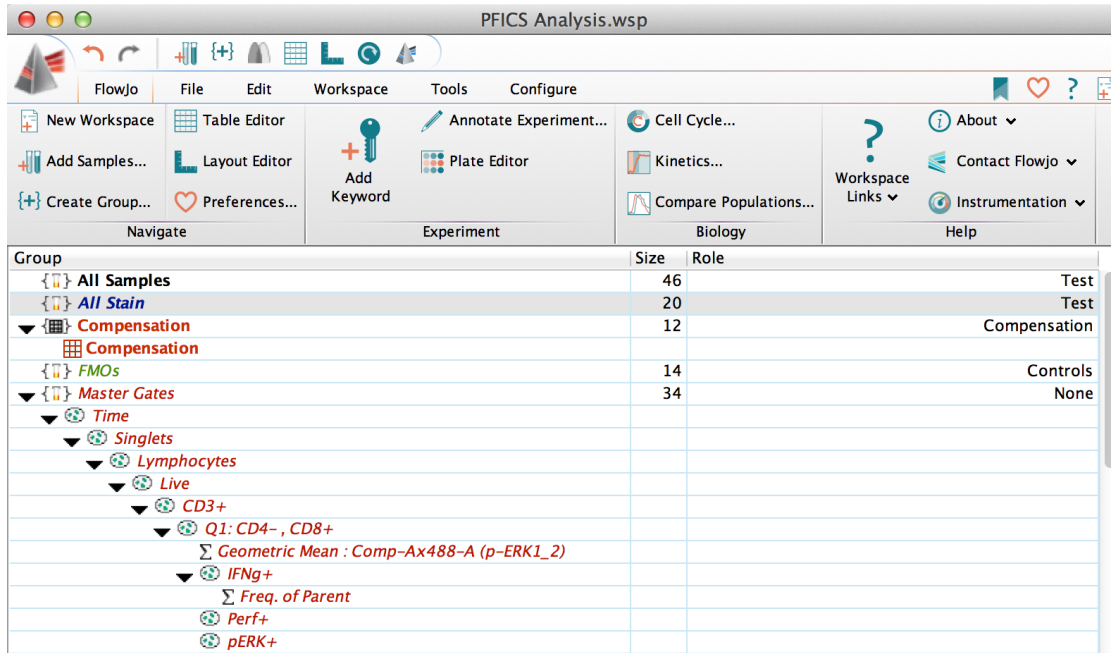 PFICS Analysis.wsp
FlowJo File Edit Workspace Tools Configure
New Workspace Table Editor Annotate Experiment... Cell Cycle... About
Add Samples... Layout Editor Add Keyword Plate Editor Kinetics... Workspace Links Contact FlowJo
{+} Create Group... Preferences... Compare Populations... Instrumentation
Navigate Experiment Biology Help
Group Size Role
All Samples 46 Test
All Stain 20 Test
Compensation 12 Compensation
Compensation
FMOs 14 Controls
Master Gates 34 None
Time
Singlets
Lymphocytes
Live
CD3+
Q1: CD4- , CD8+
Σ Geometric Mean : Comp-Ax488-A (p-ERK1_2)
IFNg+
Σ Freq. of Parent
Perf+
pERK+